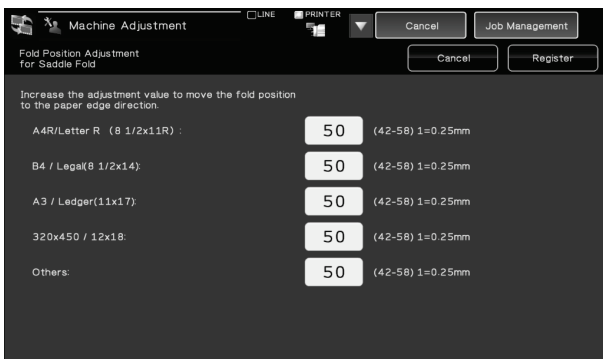 Machine Adjustment
LINE
PRINTER
Cancel
Job Management
Fold Position Adjustment
for Saddle Fold
Cancel
Register
Increase the adjustment value to move the fold position
to the paper edge direction.
A4R/Letter R (8 1/2x11R) :
50
(42-58) 1=0.25mm
B4 / Legal(8 1/2x14):
50
(42-58) 1=0.25mm
A3 / Ledger(11x17):
50
(42-58) 1=0.25mm
320x450 / 12x18:
50
(42-58) 1=0.25mm
Others:
50
(42-58) 1=0.25mm